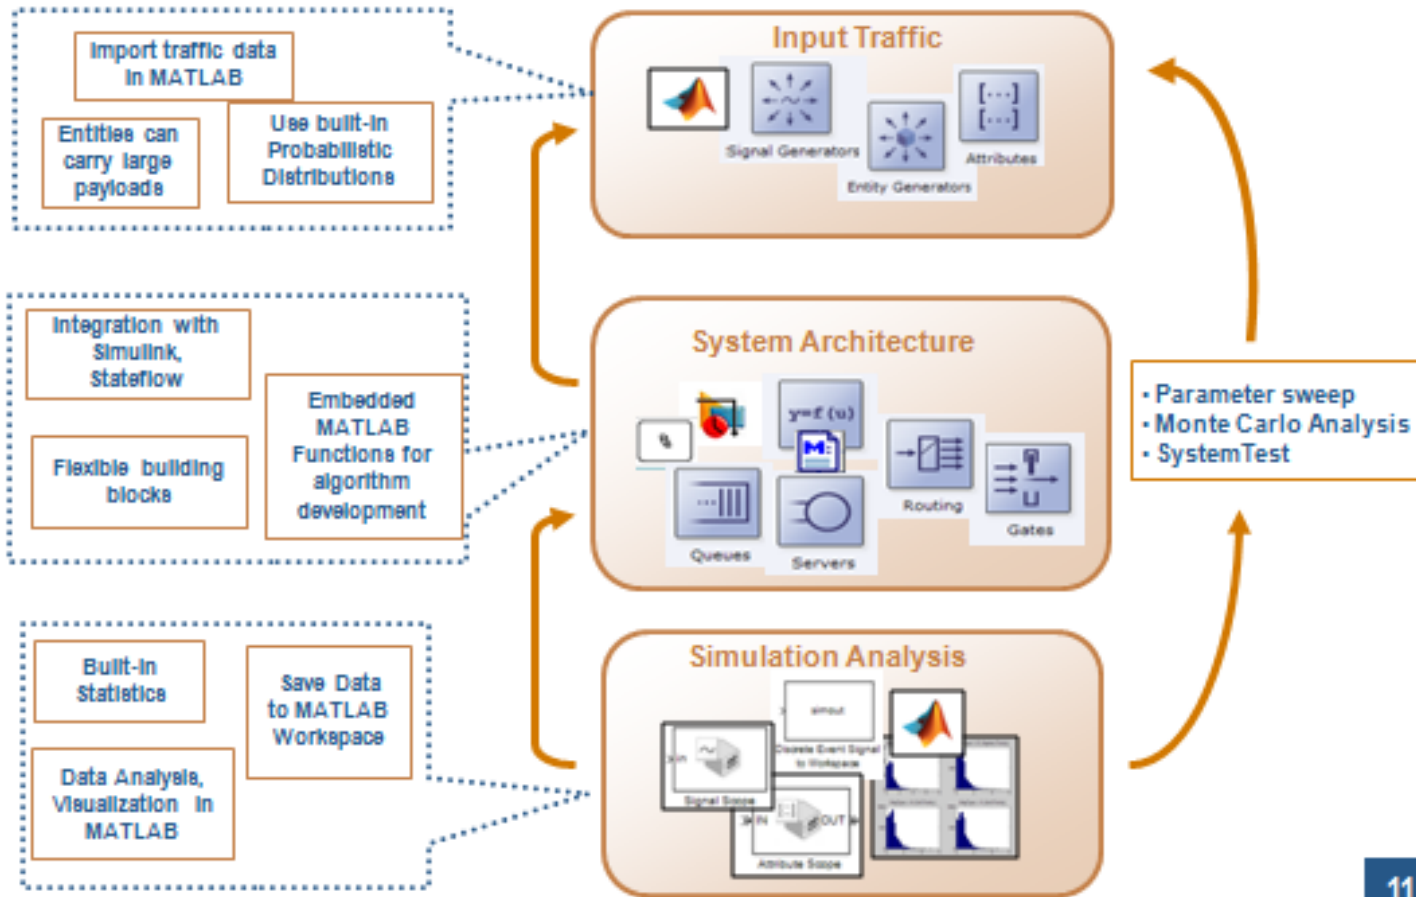 Import traffic data
in MATLAB
Entities can
carry large
payloads
Use built-in
Probabilistic
Distributions
Input Traffic
Signal Generators
Entity Generators
[...]
[...]
Attributes
Integration with
Simulink,
Stateflow
Embedded
MATLAB
Functions for
algorithm
development
Flexible building
blocks
System Architecture
y=f(u)
M:
Queues
Servers
Routing
Gates
• Parameter sweep
• Monte Carlo Analysis
• SystemTest
Built-in
Statistics
Save Data
to MATLAB
Workspace
Data Analysis,
Visualization in
MATLAB
Simulation Analysis
In
Signal Scope
simout
Discrete Event Signal
to Workspace
IN
OUT
Attribute Scope
11